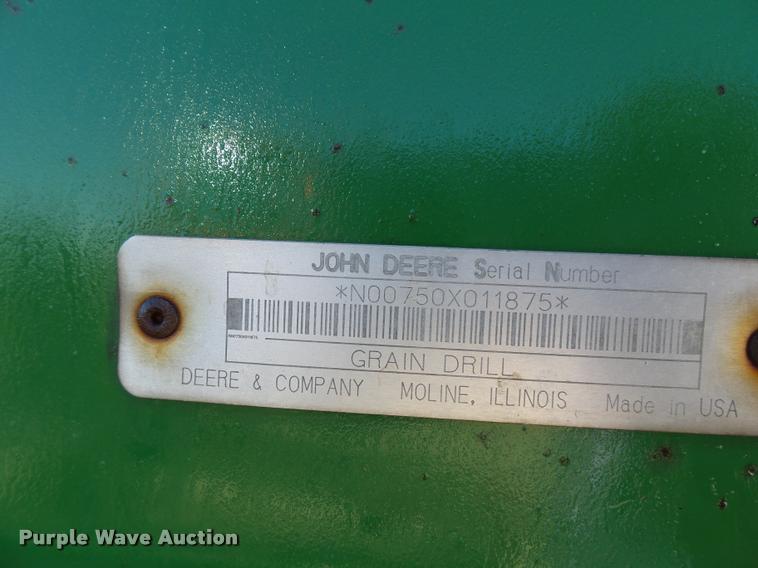 JOHN DEERE Serial Number
*N00750X011875*
GRAIN DRILL
DEERE & COMPANY MOLINE, ILLINOIS Made in USA
Purple Wave Auction